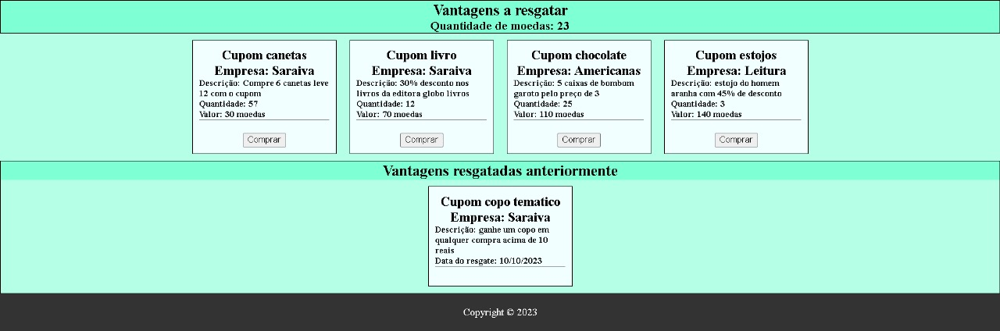 Vantagens a resgatar
Quantidade de moedas: 23
Cupom canetas
Empresa: Saraiva
Descrição: Compre 6 canetas leve
12 com o cupom
Quantidade: 57
Valor: 30 moedas
Comprar
Cupom livro
Empresa: Saraiva
Descrição: 30% desconto nos
livros da editora globo livros
Quantidade: 12
Valor: 70 moedas
Comprar
Cupom chocolate
Empresa: Americanas
Descrição: 5 caixas de bombom
garoto pelo preço de 3
Quantidade: 25
Valor: 110 moedas
Comprar
Cupom estojos
Empresa: Leitura
Descrição: estojo do homem
aranha com 45% de desconto
Quantidade: 3
Valor: 140 moedas
Comprar
Vantagens resgatadas anteriormente
Cupom copo tematico
Empresa: Saraiva
Descrição: ganhe um copo em
qualquer compra acima de 10
reais
Data do resgate: 10/10/2023
Copyright © 2023